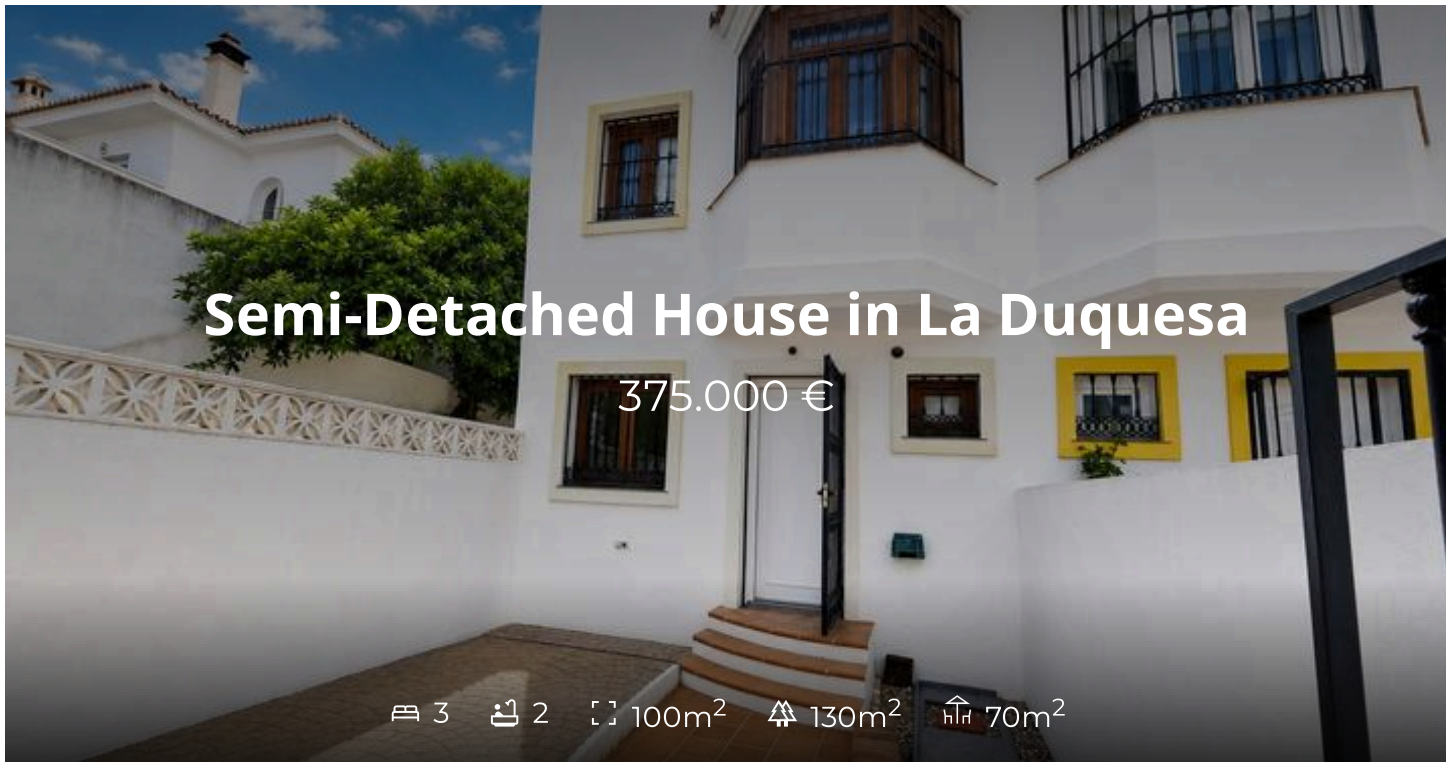 Semi-Detached House in La Duquesa
375.000 €
3 2 100m² 130m² 70m²